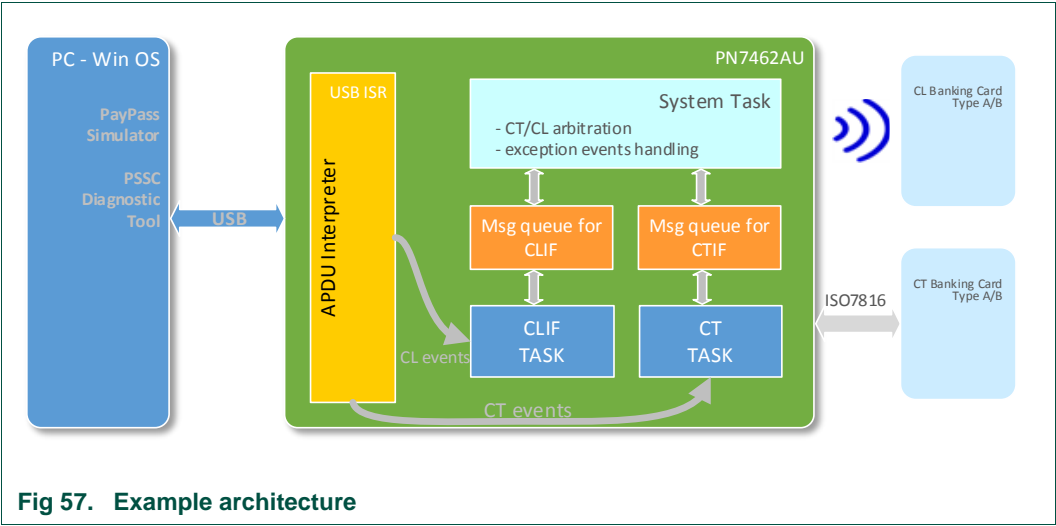 PC - Win OS
PayPass
Simulator
PSSC
Diagnostic
Tool
USB
PN7462AU
USB ISR
APDU Interpreter
System Task
- CT/CL arbitration
- exception events handling
Msg queue for
CLIF
Msg queue for
CTIF
CLIF
TASK
CT
TASK
CL events
CT events
CL Banking Card
Type A/B
ISO7816
CT Banking Card
Type A/B
Fig 57. Example architecture